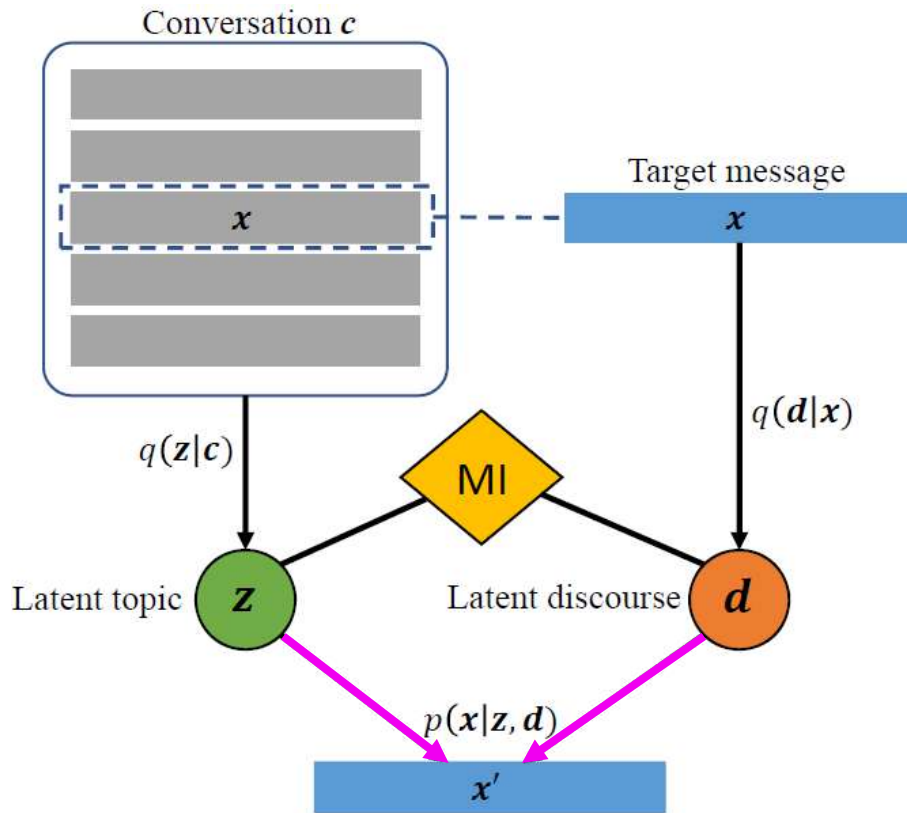 Conversation c
Target message
x
x
q(z|c)
q(d|x)
MI
Latent topic
z
Latent discourse
d
p(x|z, d)
x′